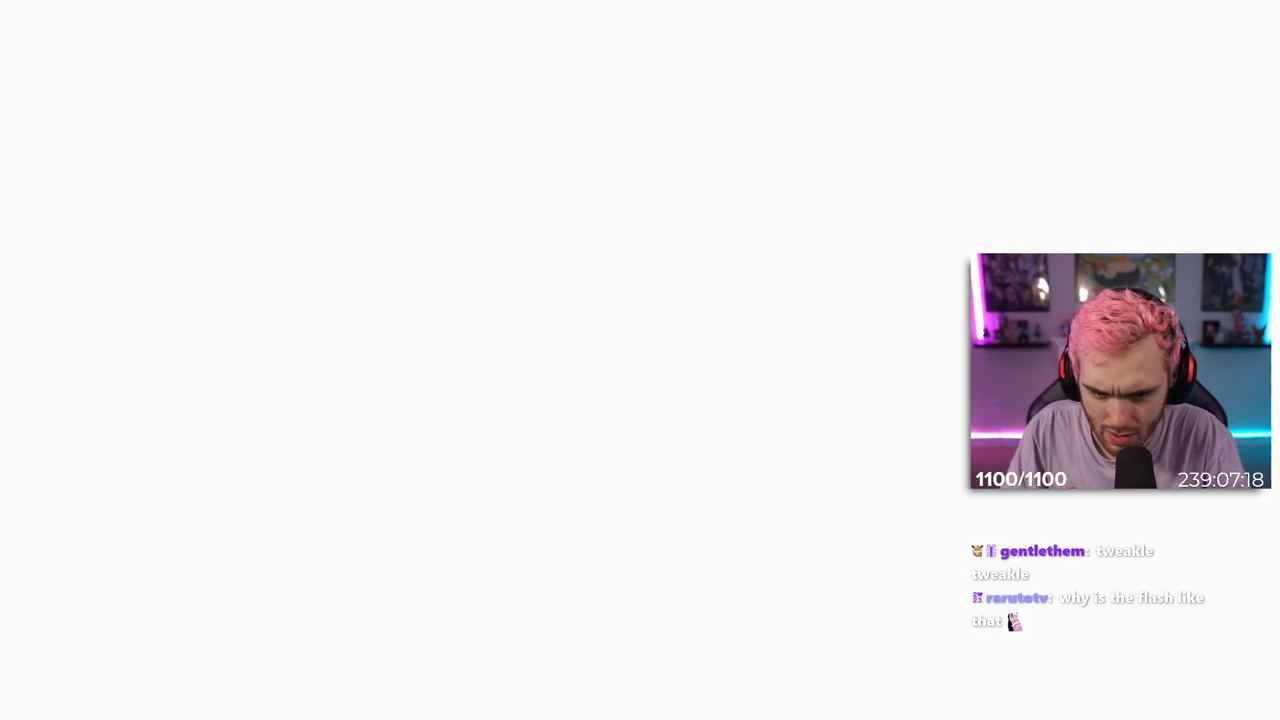 1100/1100 239:07:18
gentlethem: tweakle
tweakle
rarutotv: why is the flash like
that